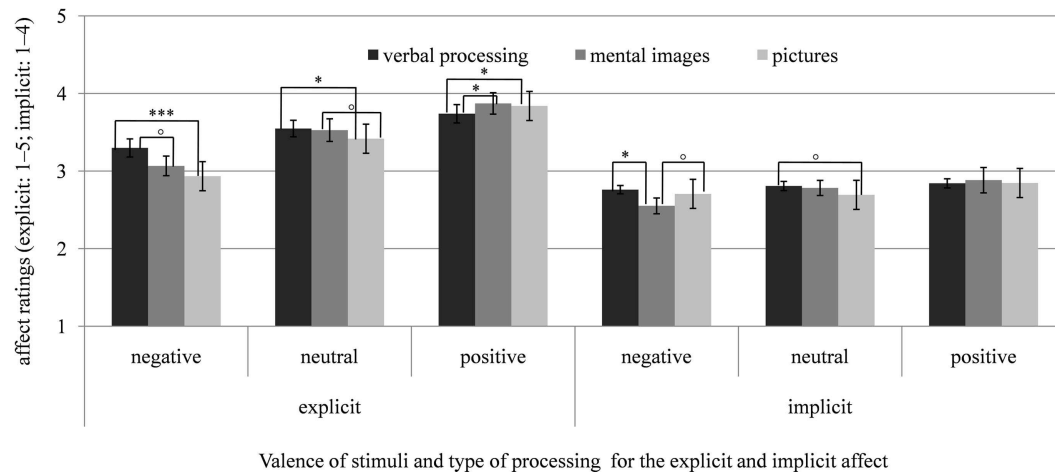 affect ratings (explicit: 1–5; implicit: 1–4)
5
4
3
2
1
verbal processing mental images pictures
***
°
*
°
*
*
*
°
°
negative neutral positive negative neutral positive
explicit implicit
Valence of stimuli and type of processing for the explicit and implicit affect